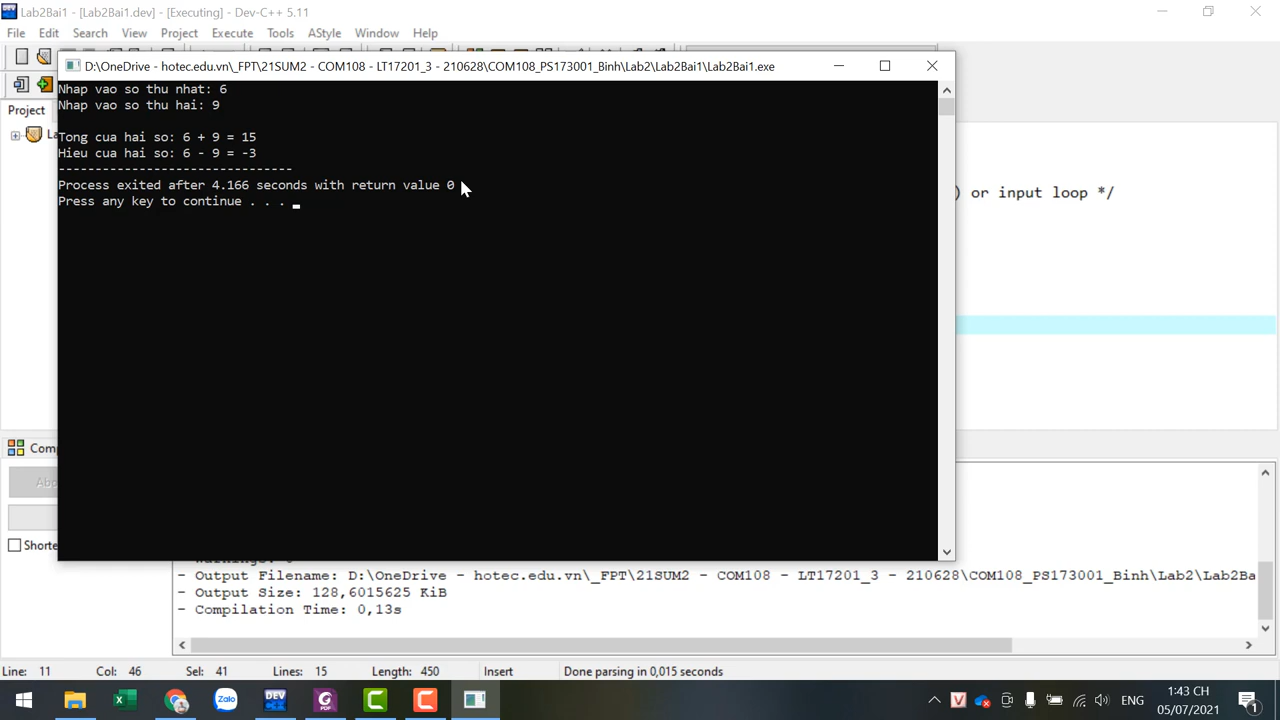 Lab2Bai1 - [Lab2Bai1.dev] - [Executing] - Dev-C++ 5.11
File Edit Search View Project Execute Tools AStyle Window Help
D:\OneDrive - hotec.edu.vn\_FPT\21SUM2 - COM108 - LT17201_3 - 210628\COM108_PS173001_Binh\Lab2\Lab2Bai1\Lab2Bai1.exe
Nhap vao so thu nhat: 6
Nhap vao so thu hai: 9
Project
Tong cua hai so: 6 + 9 = 15
Hieu cua hai so: 6 - 9 = -3
------------------------------
Process exited after 4.166 seconds with return value 0
) or input loop */
Press any key to continue . . .
Comp
Abo
Shorte
- Output Filename: D:\OneDrive - hotec.edu.vn\_FPT\21SUM2 - COM108 - LT17201_3 - 210628\COM108_PS173001_Binh\Lab2\Lab2Ba
- Output Size: 128,6015625 KiB
- Compilation Time: 0,13s
Line: 11 Col: 46 Sel: 41 Lines: 15 Length: 450 Insert Done parsing in 0,015 seconds
Zalo DEV PDF ENG 1:43 CH
05/07/2021 1